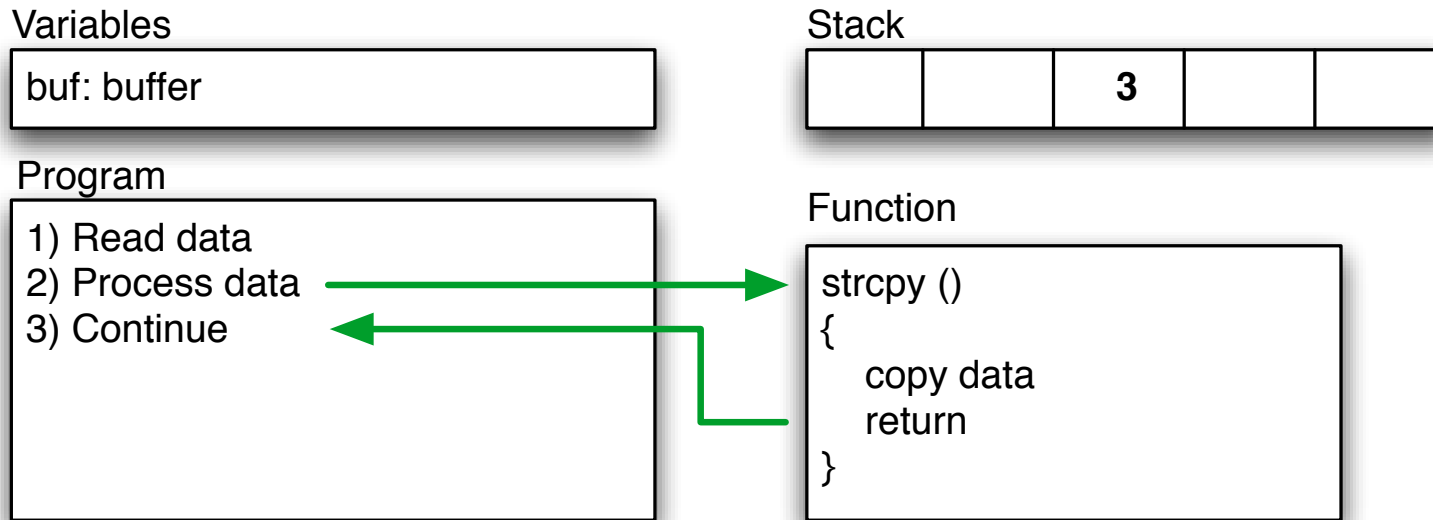 Variables
buf: buffer
Stack
3
Program
1) Read data
2) Process data
3) Continue
Function
strcpy ()
{
copy data
return
}